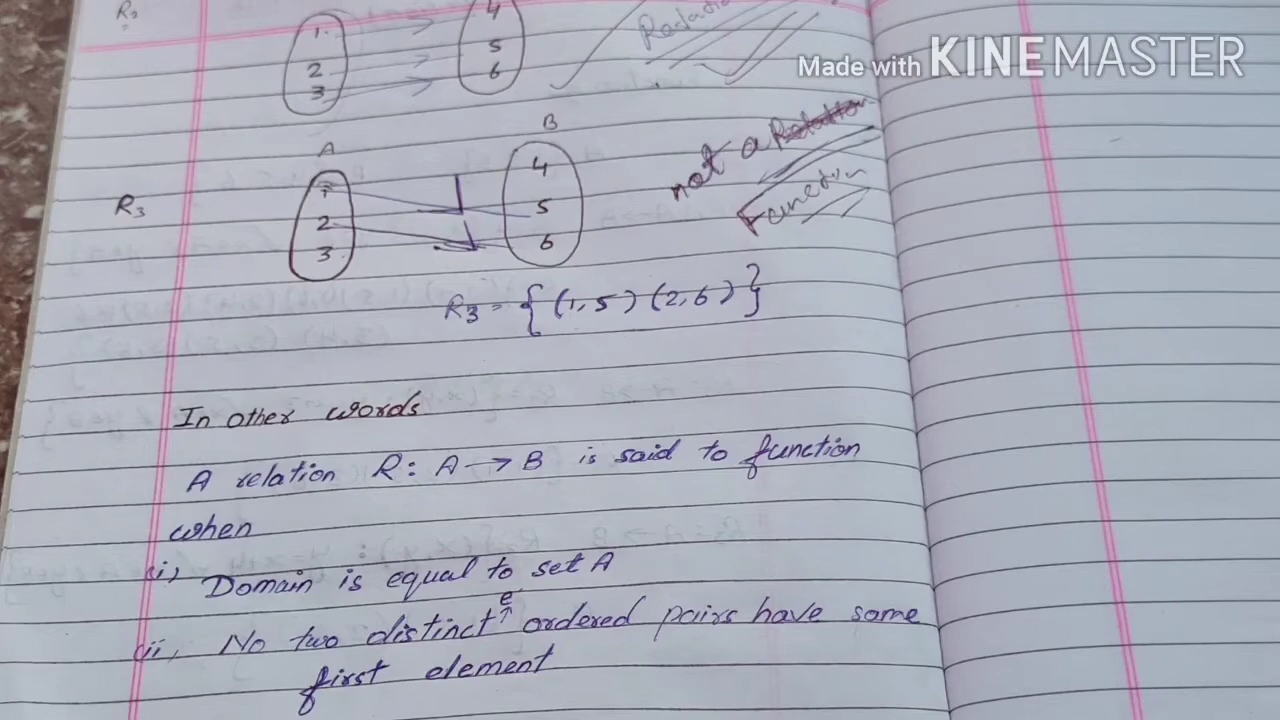 R2
1.
4
2
5
3
6
Made with KINEMASTER
A
B
1
4
R3
2
5
3
6
not a Relation
Function
R3 = { (1,5) (2,6) }
In other words
A relation R: A → B is said to function
when
(i) Domain is equal to set A
ii, No two distinct e ordered pairs have same
first element